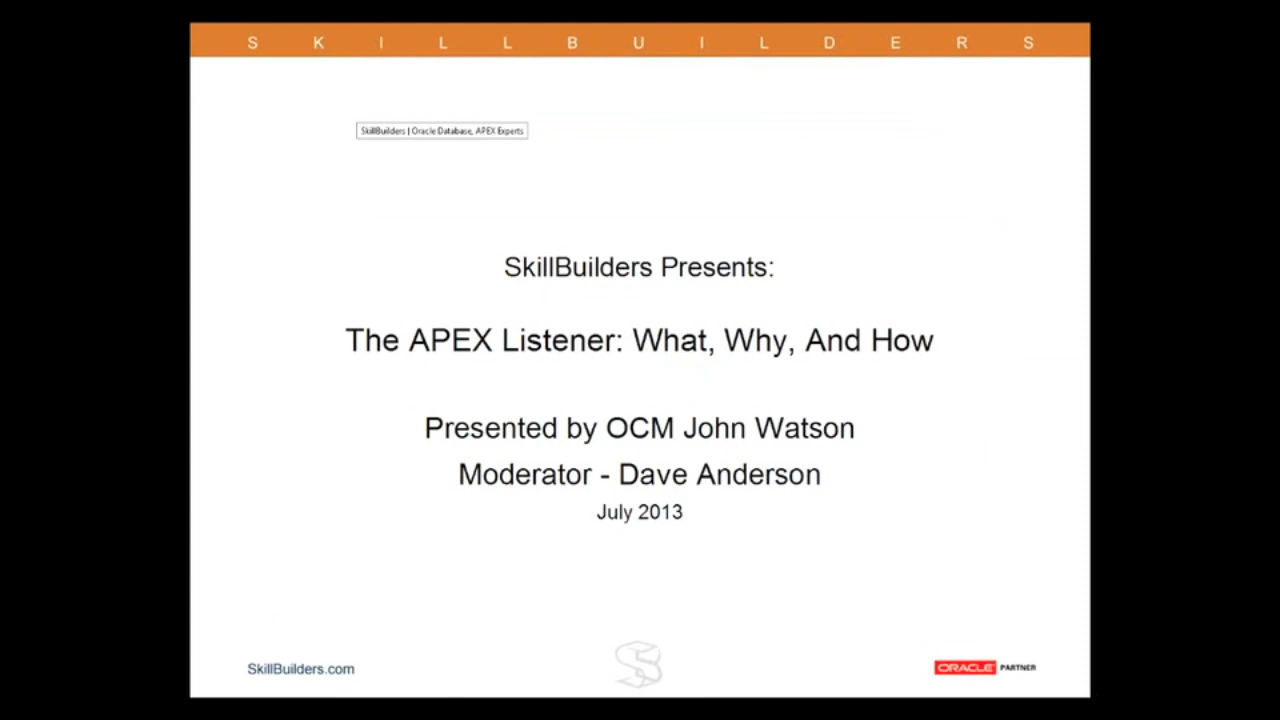 S K I L L B U I L D E R S
SkillBuilders | Oracle Database, APEX Experts
SkillBuilders Presents:
The APEX Listener: What, Why, And How
Presented by OCM John Watson
Moderator - Dave Anderson
July 2013
SkillBuilders.com
ORACLE PARTNER